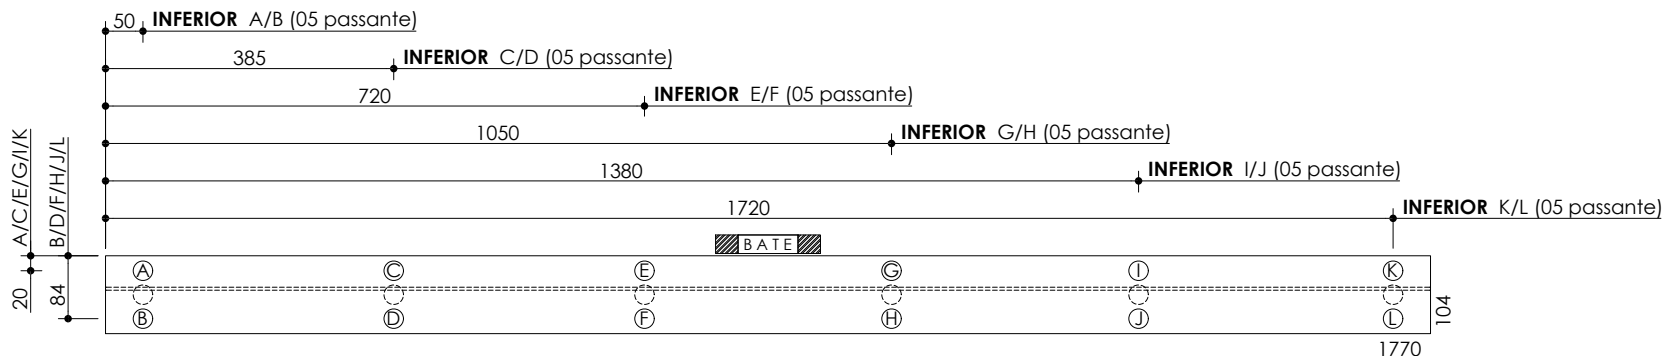 50 INFERIOR A/B (05 passante)
385 INFERIOR C/D (05 passante)
720 INFERIOR E/F (05 passante)
1050 INFERIOR G/H (05 passante)
1380 INFERIOR I/J (05 passante)
1720 INFERIOR K/L (05 passante)
A/C/E/G/I/K
B/D/F/H/J/L
BATE
A C E G I K
20
84
B D F H J L
104
1770